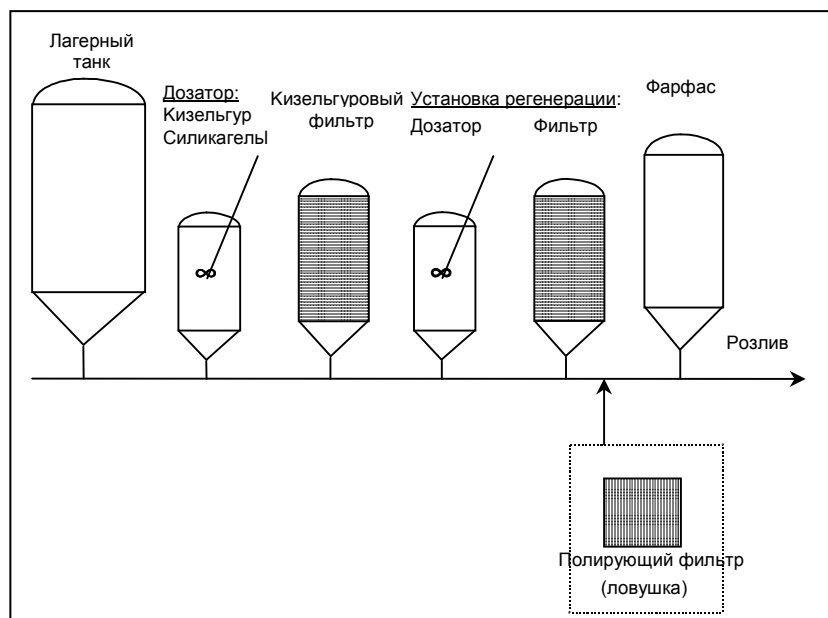 Лагерный
танк
Дозатор:
Кизельгур
СиликагелЫ
Кизельгуровый
фильтр
Установка регенерации:
Дозатор
Фильтр
Фарфас
Розлив
Полирующий фильтр
(ловушка)